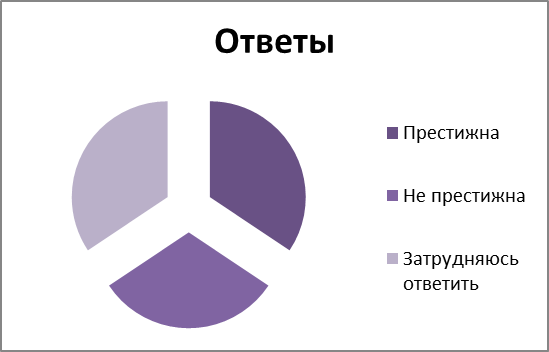 Ответы
Престижна
Не престижна
Затрудняюсь
ответить